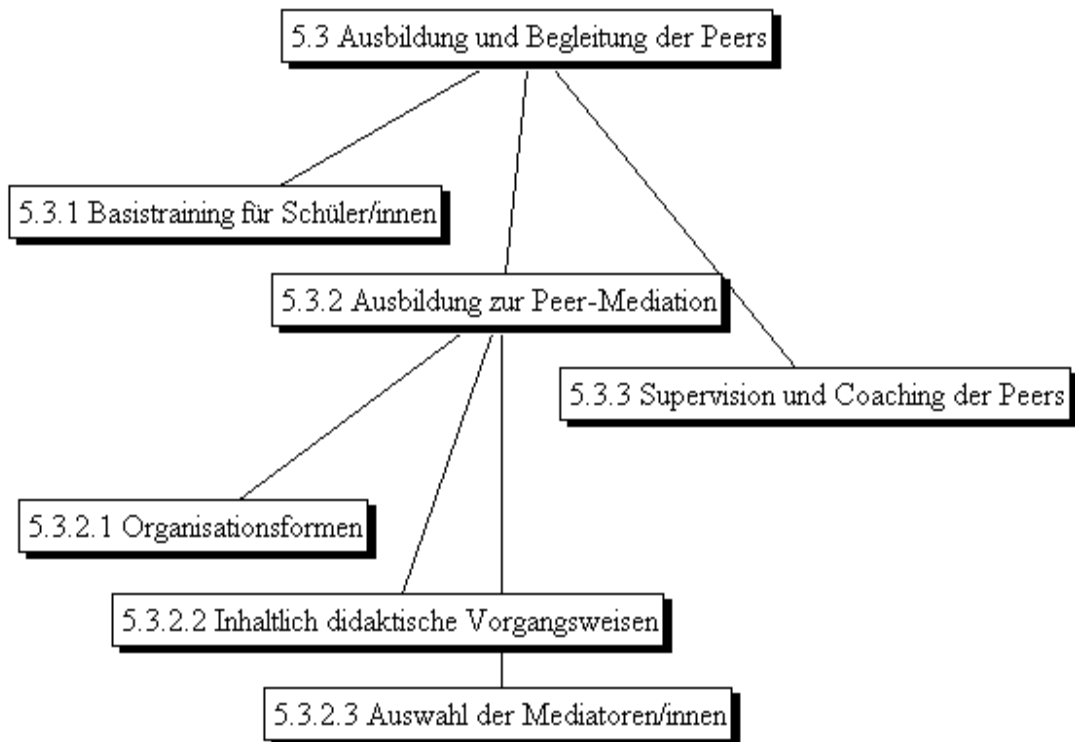 5.3 Ausbildung und Begleitung der Peers
5.3.1 Basistraining für Schüler/innen
5.3.2 Ausbildung zur Peer-Mediation
5.3.3 Supervision und Coaching der Peers
5.3.2.1 Organisationsformen
5.3.2.2 Inhaltlich didaktische Vorgangsweisen
5.3.2.3 Auswahl der Mediatoren/innen